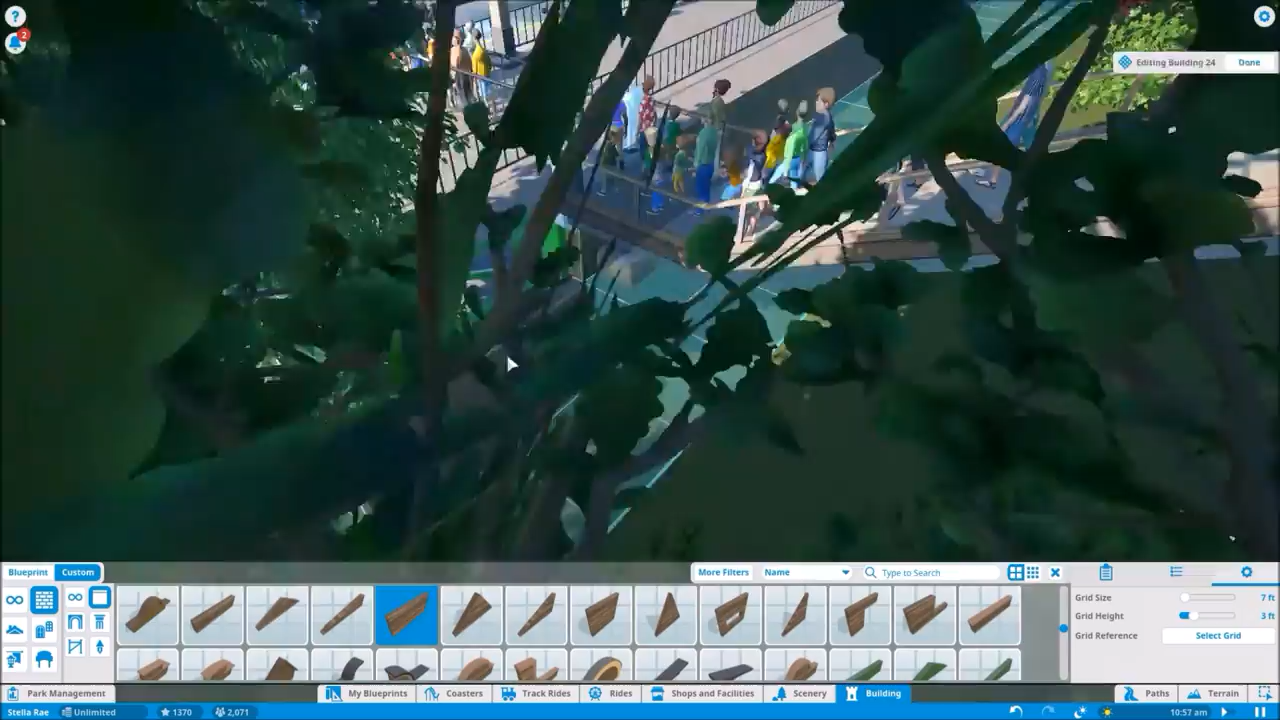 ?
2
Editing Building 24 Done
Blueprint Custom
More Filters Name Type to Search
Grid Size 7 ft
Grid Height 3 ft
Grid Reference Select Grid
Park Management My Blueprints Coasters Track Rides Rides Shops and Facilities Scenery Building Paths Terrain
Stella Rae Unlimited 1370 2,071 10:57 am